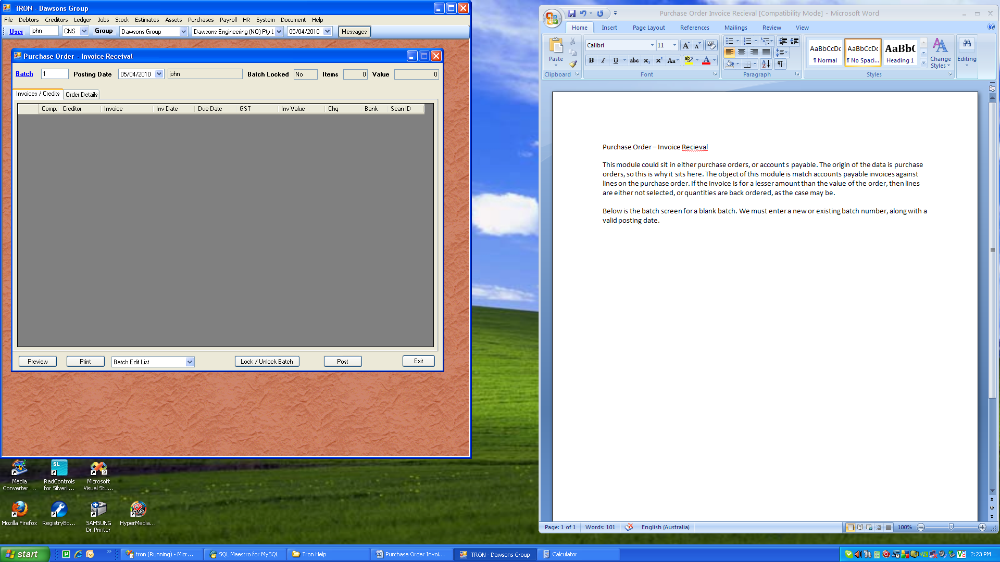 TRON - Dawsons Group
File Debtors Creditors Ledger Jobs Stock Estimates Assets Purchases Payroll HR System Document Help
User john CNS Group Dawsons Group Dawsons Engineering (NQ) Pty L 05/04/2010 Messages
Purchase Order - Invoice Receival
Batch 1 Posting Date 05/04/2010 john Batch Locked No Items 0 Value 0
Invoices / Credits Order Details
Comp. Creditor Invoice Inv Date Due Date GST Inv Value Chq Bank Scan ID
Preview Print Batch Edit List Lock / Unlock Batch Post Exit
Media Converter ...
RadControls for Silverli...
Microsoft Visual Stu...
Mozilla Firefox
RegistryBo...
SAMSUNG Dr.Printer
HyperMedia...
Purchase Order Invoice Recieval [Compatibility Mode] - Microsoft Word
Home Insert Page Layout References Mailings Review View
Paste
Calibri 11
AaBbCcDc AaBbCcDc AaBbC
¶ Normal ¶ No Spaci... Heading 1
Change Styles
Editing
Clipboard Font Paragraph Styles
Purchase Order – Invoice Recieval
This module could sit in either purchase orders, or accounts payable. The origin of the data is purchase
orders, so this is why it sits here. The object of this module is match accounts payable invoices against
lines on the purchase order. If the invoice is for a lesser amount than the value of the order, then lines
are either not selected, or quantities are back ordered, as the case may be.
Below is the batch screen for a blank batch. We must enter a new or existing batch number, along with a
valid posting date.
Page: 1 of 1 Words: 101 English (Australia) 100%
start tron (Running) - Micr... SQL Maestro for MySQL Tron Help Purchase Order Invoi... TRON - Dawsons Group Calculator 2:23 PM